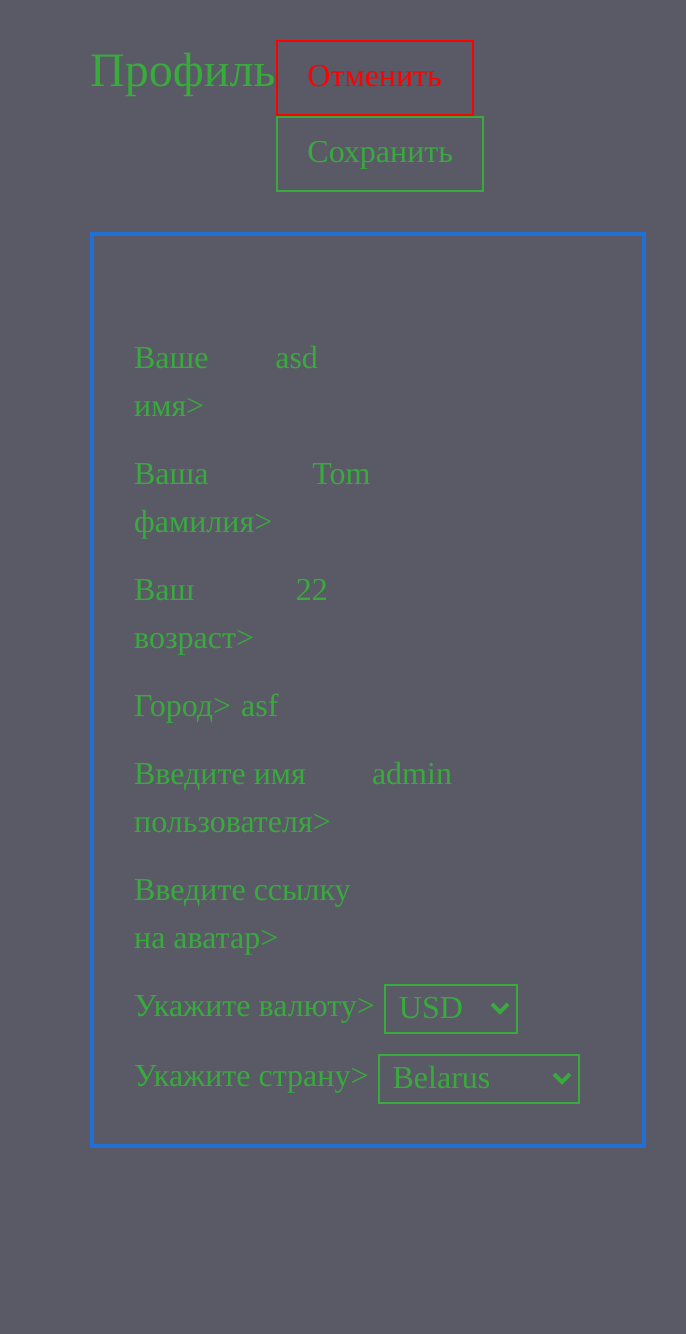 Профиль Отменить
Сохранить
Ваше asd
имя>
Ваша Tom
фамилия>
Ваш 22
возраст>
Город> asf
Введите имя admin
пользователя>
Введите ссылку
на аватар>
Укажите валюту> USD
Укажите страну> Belarus